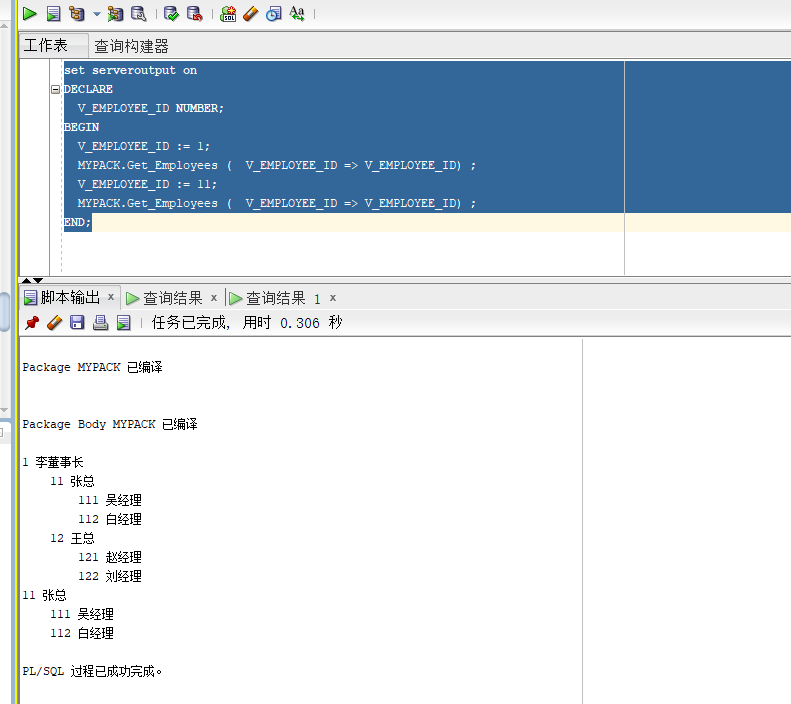 工作表 查询构建器
set serveroutput on
DECLARE
  V_EMPLOYEE_ID NUMBER;
BEGIN
  V_EMPLOYEE_ID := 1;
  MYPACK.Get_Employees (  V_EMPLOYEE_ID => V_EMPLOYEE_ID) ;
  V_EMPLOYEE_ID := 11;
  MYPACK.Get_Employees (  V_EMPLOYEE_ID => V_EMPLOYEE_ID) ;
END;
脚本输出 x 查询结果 x 查询结果 1 x
任务已完成, 用时 0.306 秒
Package MYPACK 已编译
Package Body MYPACK 已编译
1 李董事长
    11 张总
        111 吴经理
        112 白经理
    12 王总
        121 赵经理
        122 刘经理
11 张总
    111 吴经理
    112 白经理
PL/SQL 过程已成功完成。